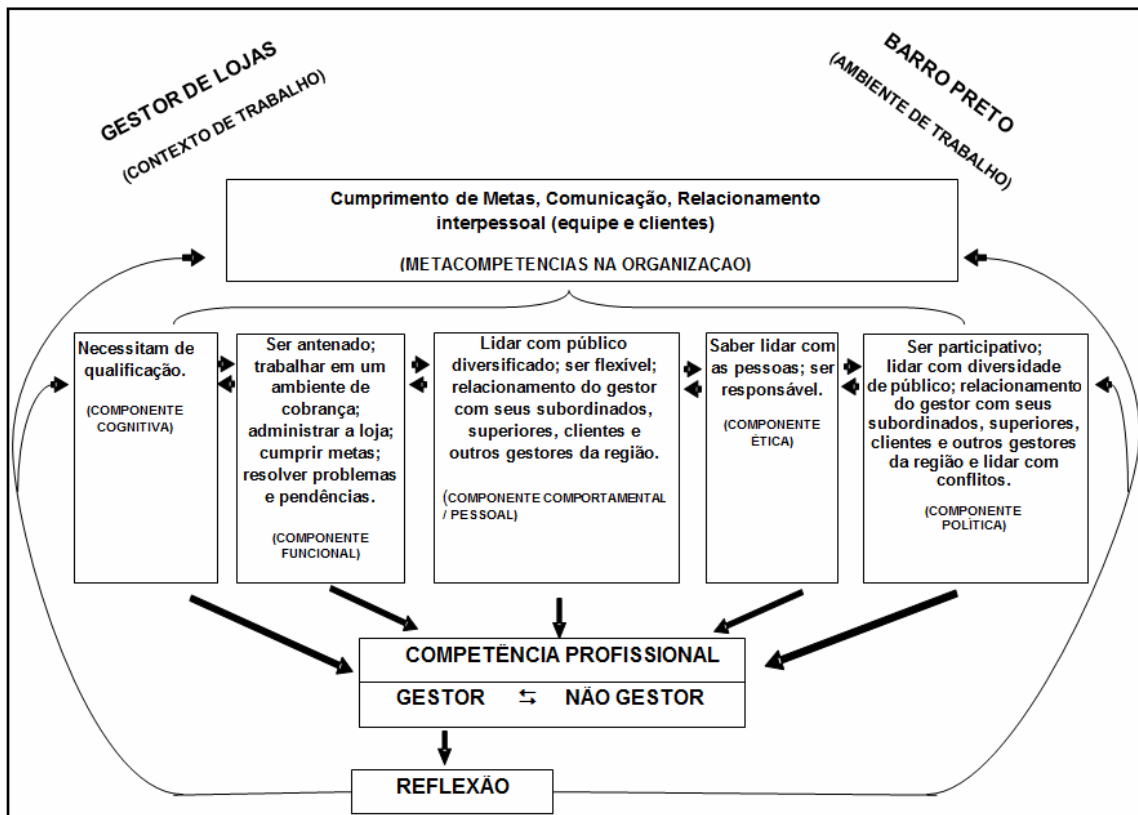 GESTOR DE LOJAS
(CONTEXTO DE TRABALHO)
BARRO PRETO
(AMBIENTE DE TRABALHO)
Cumprimento de Metas, Comunicação, Relacionamento
interpessoal (equipe e clientes)
(METACOMPETENCIAS NA ORGANIZAÇAO)
Necessitam de
qualificação.
(COMPONENTE
COGNITIVA)
Ser antenado;
trabalhar em um
ambiente de
cobrança;
administrar a loja;
cumprir metas;
resolver problemas
e pendências.
(COMPONENTE
FUNCIONAL)
Lidar com público
diversificado; ser flexível;
relacionamento do gestor
com seus subordinados,
superiores, clientes e
outros gestores da região.
(COMPONENTE COMPORTAMENTAL
/ PESSOAL)
Saber lidar com
as pessoas; ser
responsável.
(COMPONENTE
ÉTICA)
Ser participativo;
lidar com diversidade
de público; relacionamento
do gestor com seus
subordinados, superiores,
clientes e outros gestores
da região e lidar com
conflitos.
(COMPONENTE
POLÍTICA)
COMPETÊNCIA PROFISSIONAL
GESTOR ⇆ NÃO GESTOR
REFLEXÃO